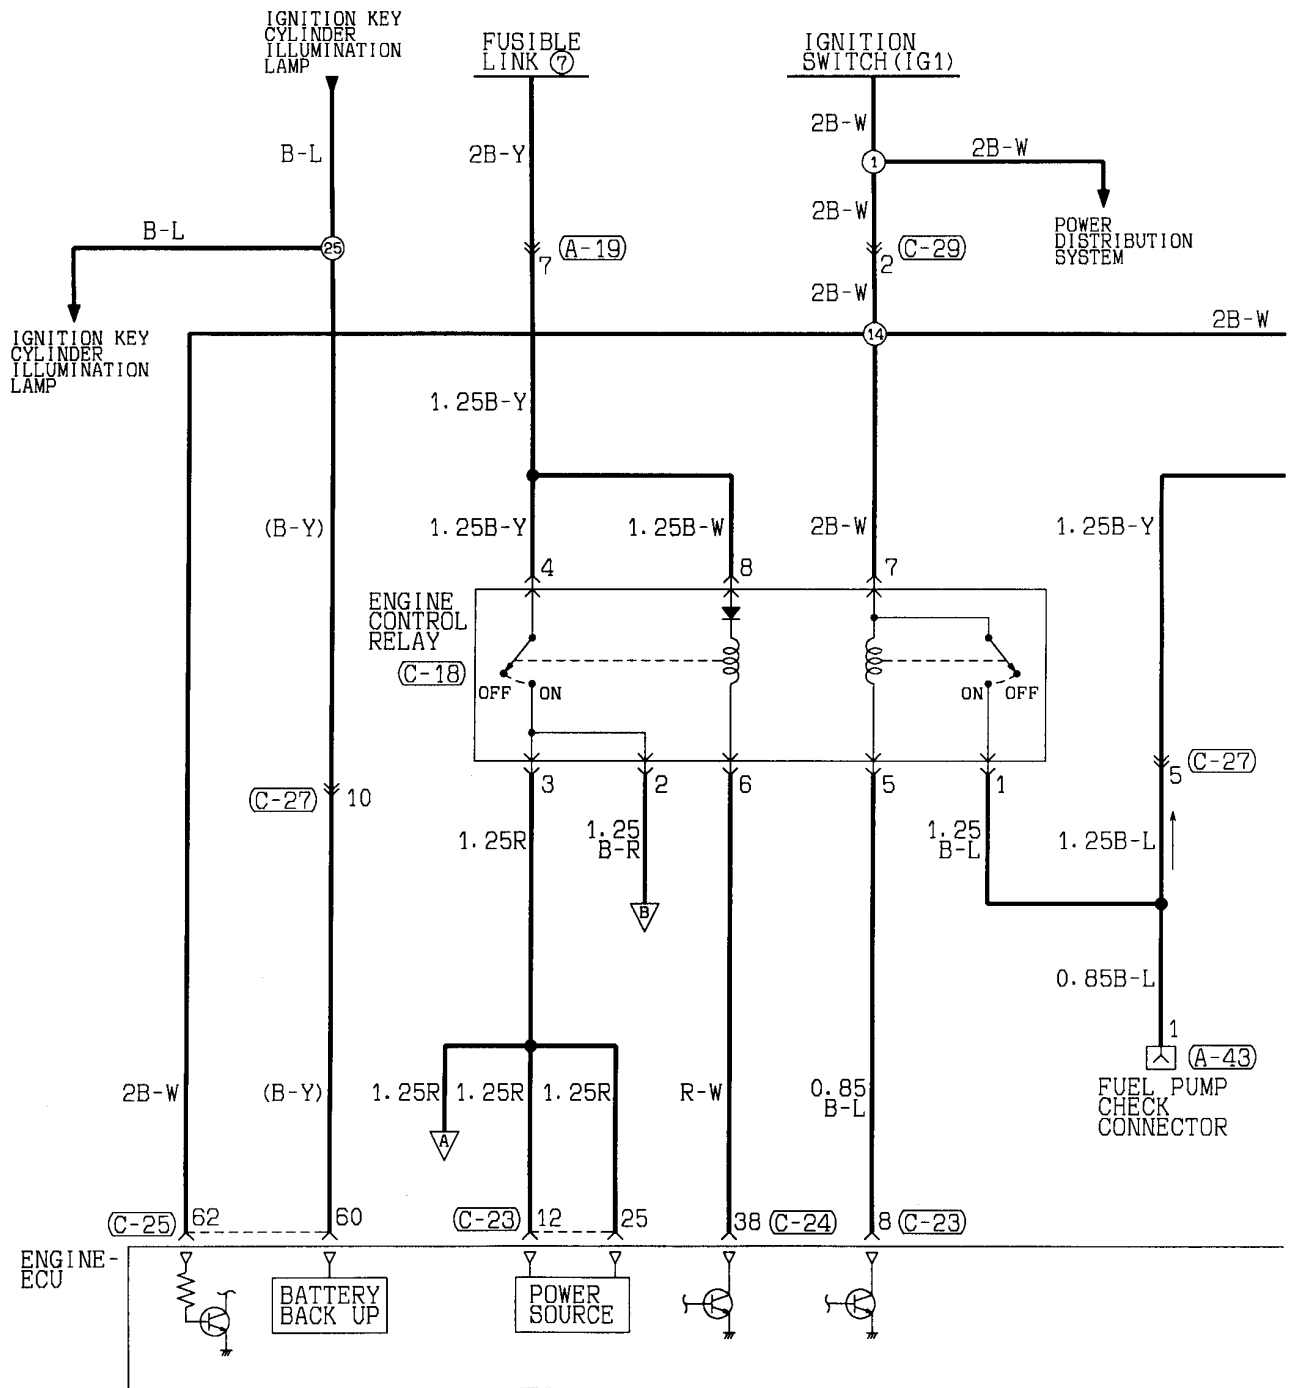 IGNITION KEY
CYLINDER
ILLUMINATION
LAMP
FUSIBLE
LINK ⑦
IGNITION
SWITCH(IG1)
2B-W
B-L
2B-Y
1
2B-W
B-L
25
2B-W
A-19
7
C-29
2
POWER
DISTRIBUTION
SYSTEM
2B-W
IGNITION KEY
CYLINDER
ILLUMINATION
LAMP
14
2B-W
1.25B-Y
(B-Y)
1.25B-Y
1.25B-W
2B-W
1.25B-Y
4
8
7
ENGINE
CONTROL
RELAY
C-18
OFF
ON
ON
OFF
3
2
6
5
1
5
C-27
C-27
10
1.25R
1.25
B-R
1.25
B-L
1.25B-L
B
0.85B-L
1
A-43
FUEL PUMP
CHECK
CONNECTOR
2B-W
(B-Y)
1.25R
1.25R
1.25R
R-W
0.85
B-L
A
C-25
62
60
C-23
12
25
38
C-24
8
C-23
ENGINE-
ECU
BATTERY
BACK UP
POWER
SOURCE